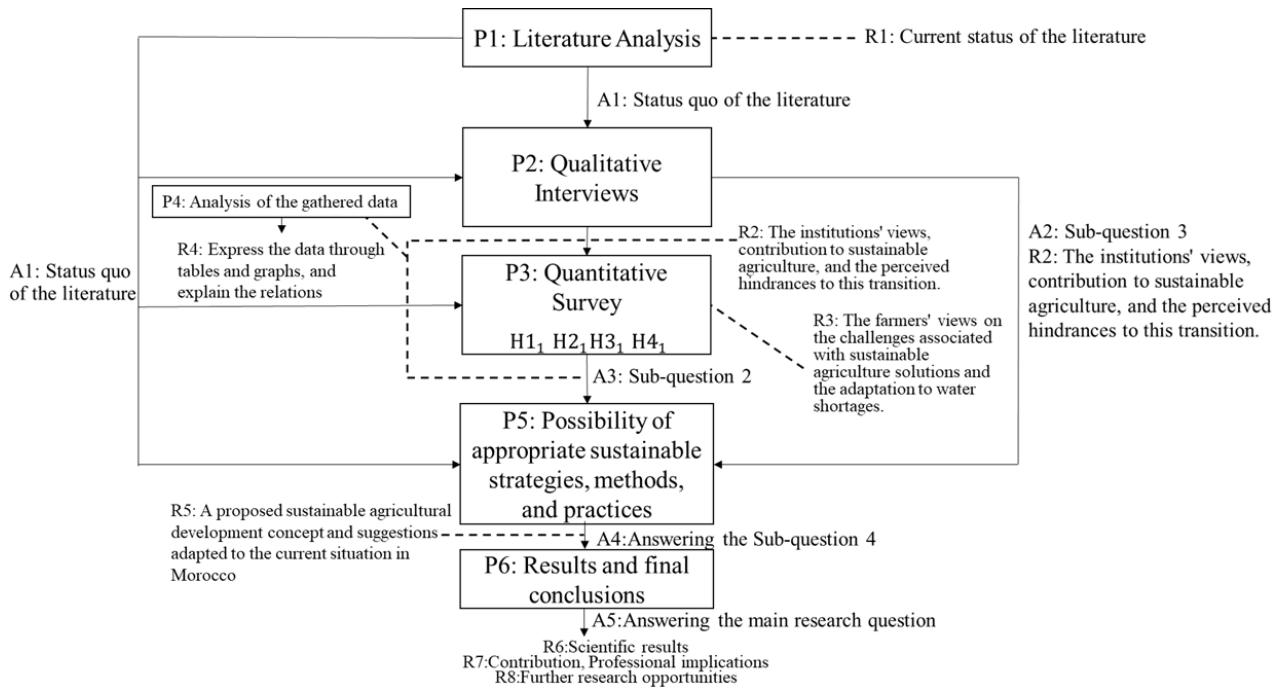 P1: Literature Analysis
R1: Current status of the literature
A1: Status quo of the literature
P2: Qualitative
Interviews
P4: Analysis of the gathered data
R4: Express the data through
tables and graphs, and
explain the relations
A1: Status quo
of the literature
R2: The institutions' views,
contribution to sustainable
agriculture, and the perceived
hindrances to this transition.
A2: Sub-question 3
R2: The institutions' views,
contribution to sustainable
agriculture, and the perceived
hindrances to this transition.
P3: Quantitative
Survey
H1₁ H2₁ H3₁ H4₁
R3: The farmers' views on
the challenges associated
with sustainable
agriculture solutions and
the adaptation to water
shortages.
A3: Sub-question 2
P5: Possibility of
appropriate sustainable
strategies, methods,
and practices
R5: A proposed sustainable agricultural
development concept and suggestions
adapted to the current situation in
Morocco
A4:Answering the Sub-question 4
P6: Results and final
conclusions
A5:Answering the main research question
R6:Scientific results
R7:Contribution, Professional implications
R8:Further research opportunities